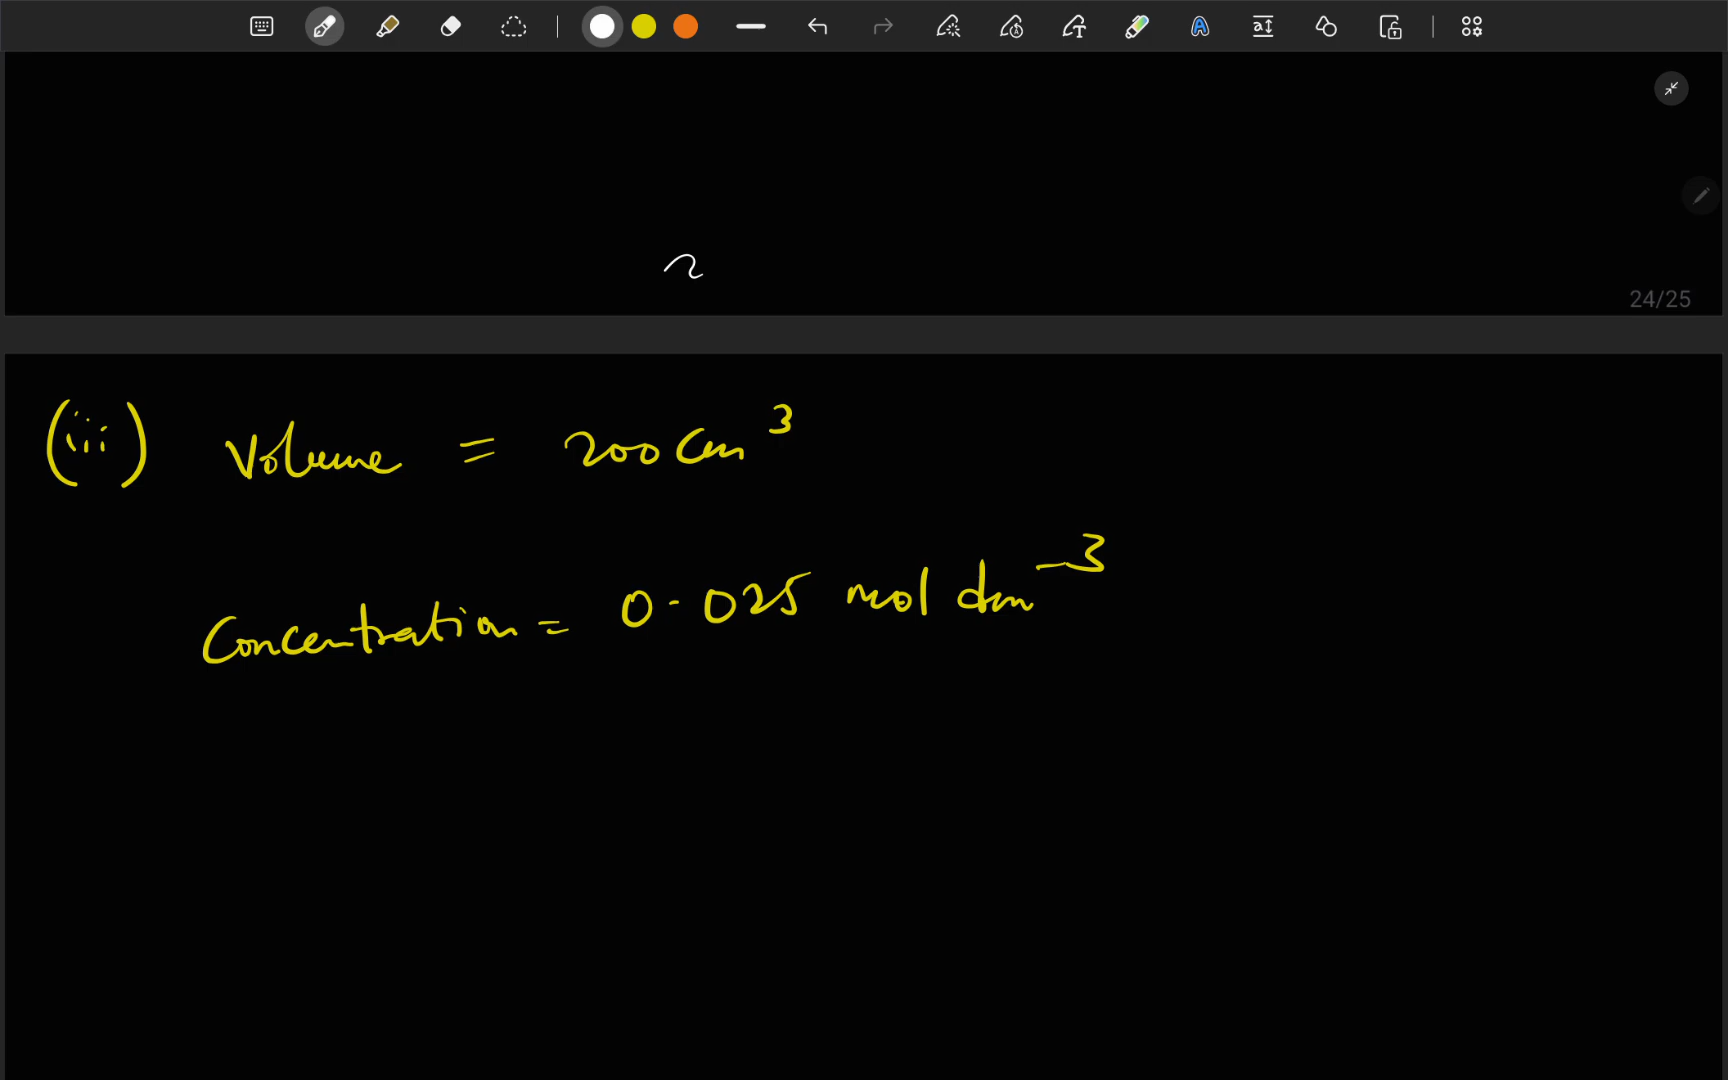 24/25
(iii) Volume = 200 cm³
Concentration = 0.025 mol dm⁻³